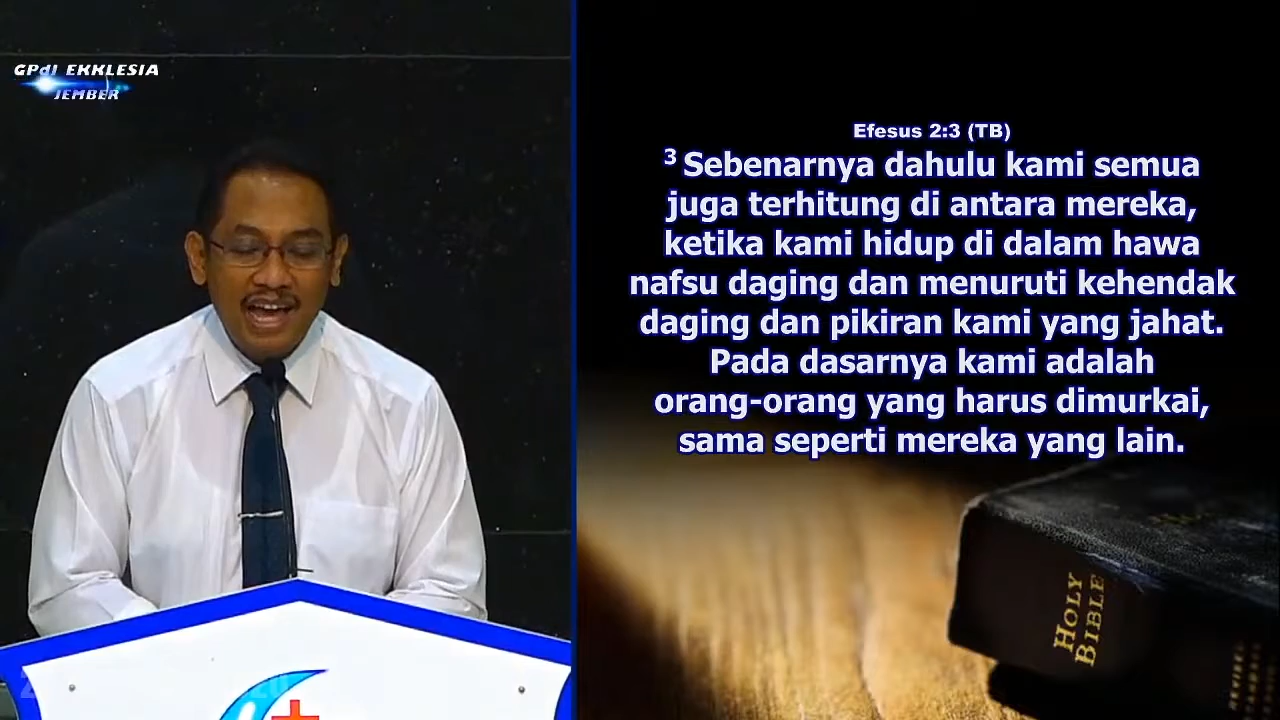 GPdI EKKLESIA
JEMBER
Efesus 2:3 (TB)
3 Sebenarnya dahulu kami semua
juga terhitung di antara mereka,
ketika kami hidup di dalam hawa
nafsu daging dan menuruti kehendak
daging dan pikiran kami yang jahat.
Pada dasarnya kami adalah
orang-orang yang harus dimurkai,
sama seperti mereka yang lain.
HOLY
BIBLE